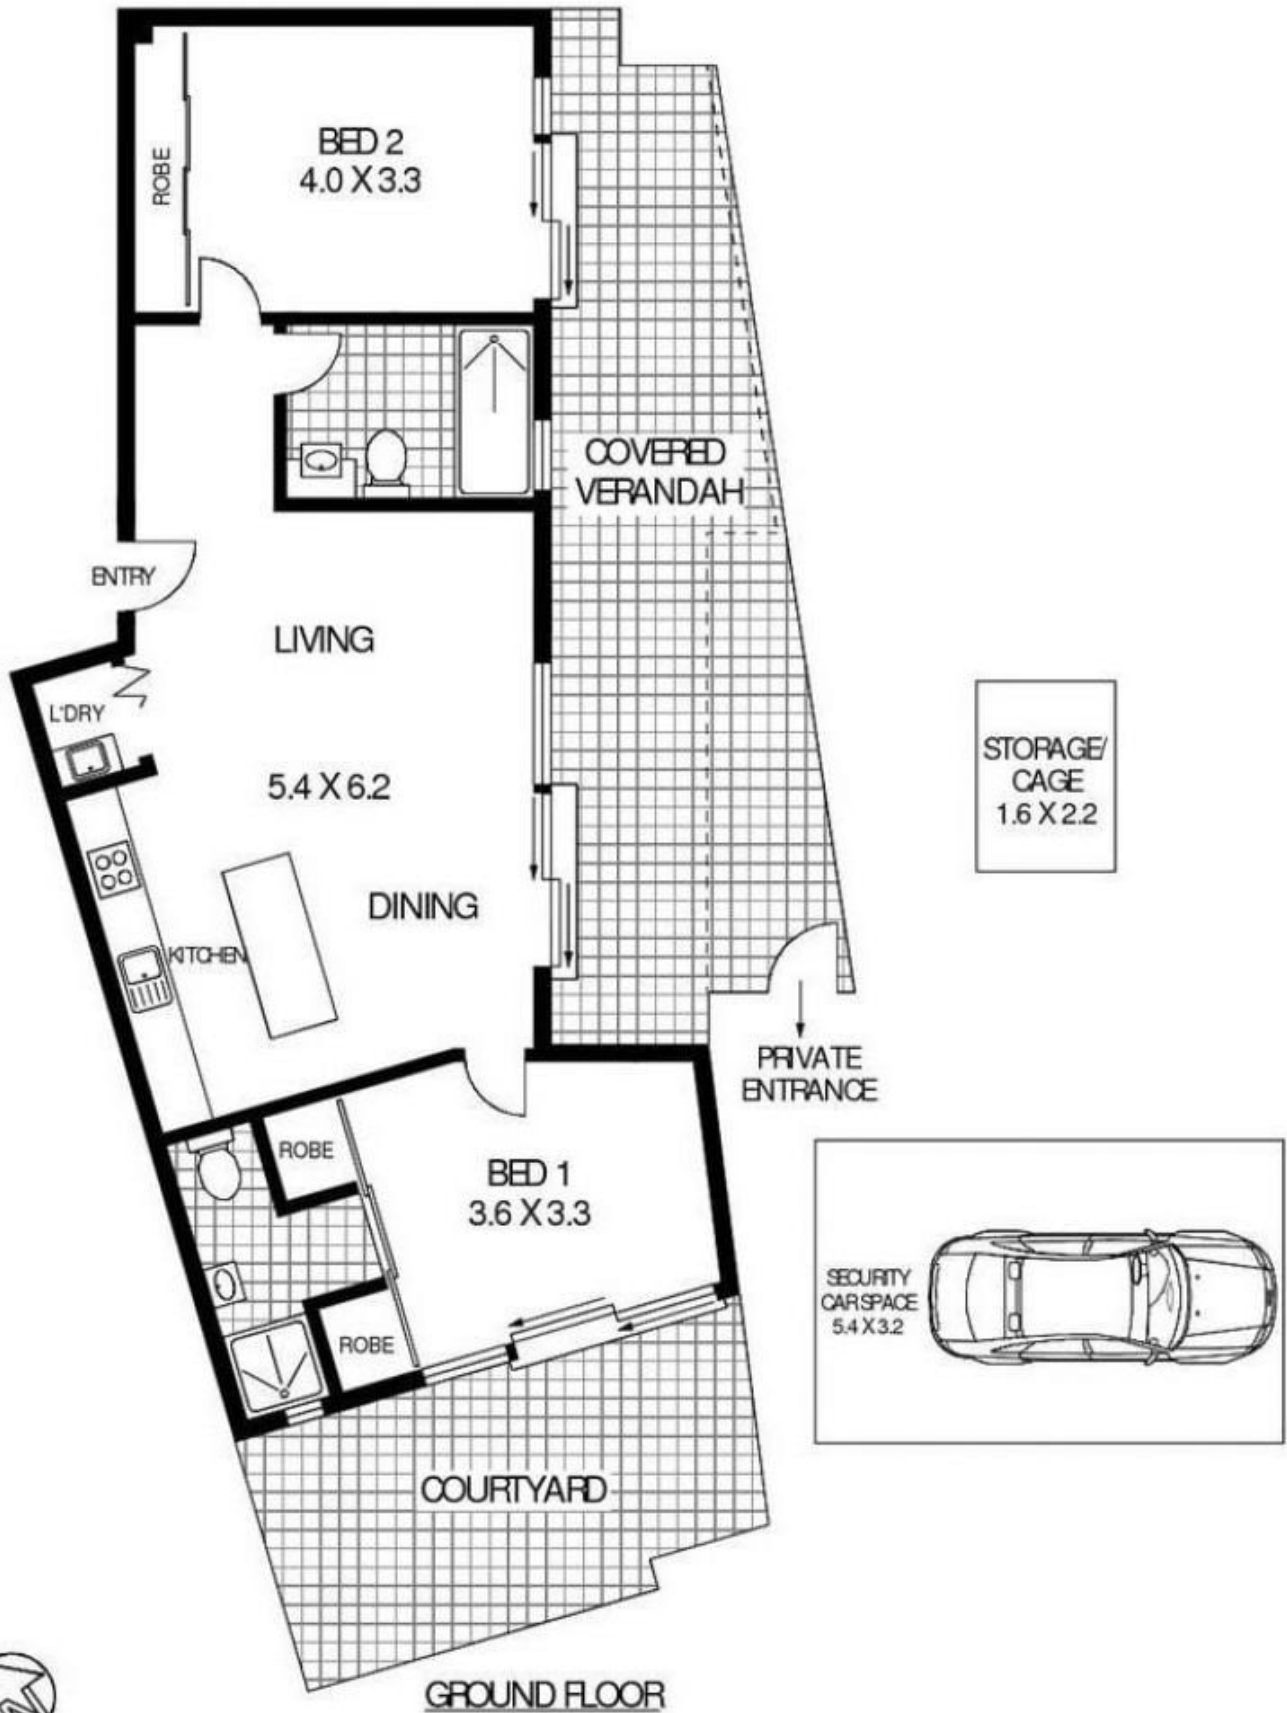 BED 2
4.0 X 3.3
ROBE
COVERED
VERANDAH
ENTRY
LIVING
L'DRY
5.4 X 6.2
STORAGE/
CAGE
1.6 X 2.2
DINING
KITCHEN
PRIVATE
ENTRANCE
ROBE
BED 1
3.6 X 3.3
SECURITY
CAR SPACE
5.4 X 3.2
ROBE
COURTYARD
N
GROUND FLOOR